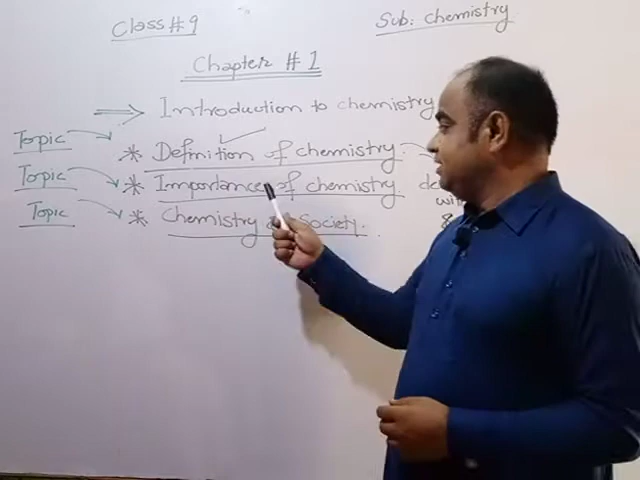 Class # 9
Sub: Chemistry
Chapter # 1
Introduction to chemistry
Topic * Definition of chemistry
Topic * Importance of chemistry
Topic * Chemistry & Society.